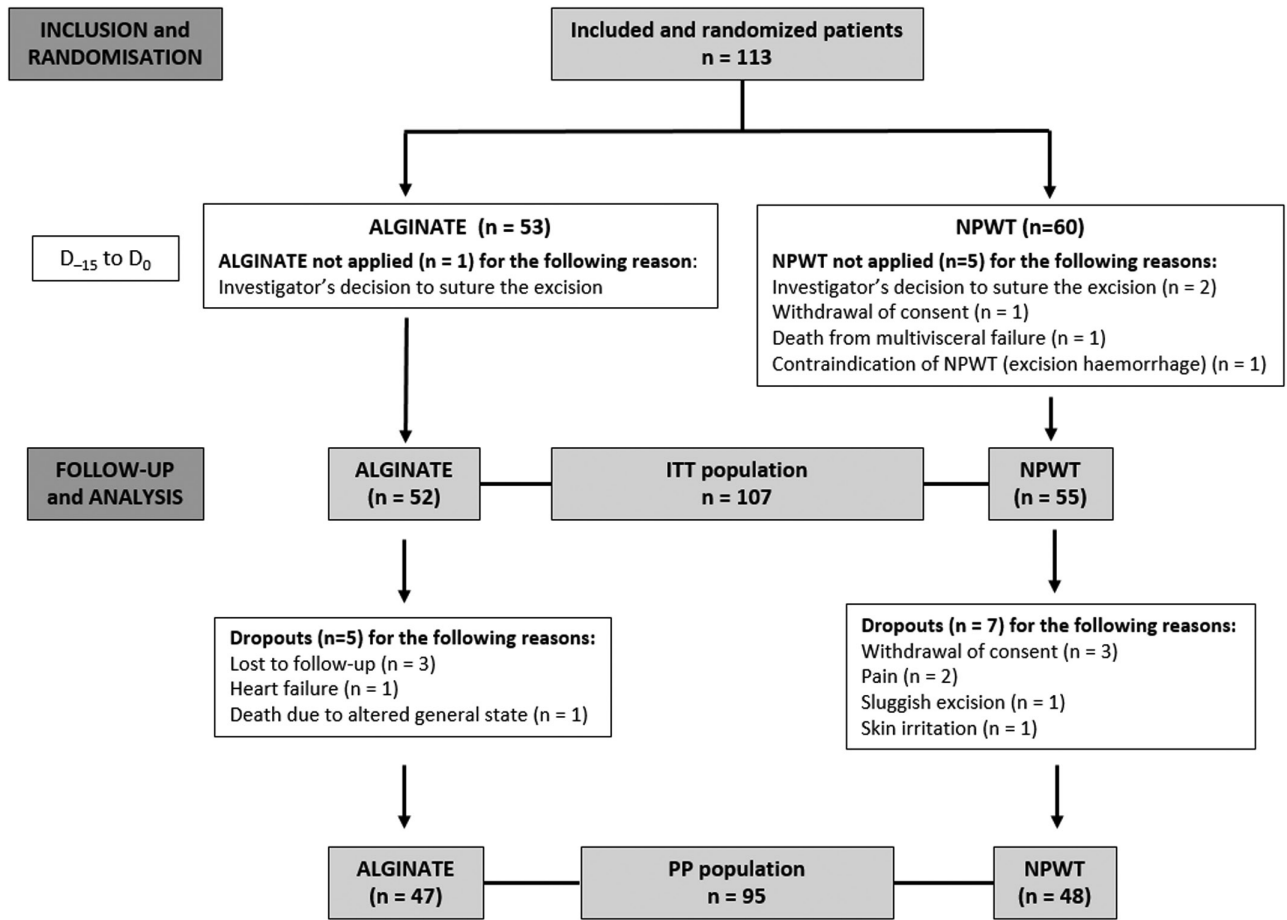 INCLUSION and
RANDOMISATION
Included and randomized patients
n = 113
D–15 to D0
ALGINATE (n = 53)
ALGINATE not applied (n = 1) for the following reason:
Investigator’s decision to suture the excision
NPWT (n=60)
NPWT not applied (n=5) for the following reasons:
Investigator’s decision to suture the excision (n = 2)
Withdrawal of consent (n = 1)
Death from multivisceral failure (n = 1)
Contraindication of NPWT (excision haemorrhage) (n = 1)
FOLLOW-UP
and ANALYSIS
ALGINATE
(n = 52)
ITT population
n = 107
NPWT
(n = 55)
Dropouts (n=5) for the following reasons:
Lost to follow-up (n = 3)
Heart failure (n = 1)
Death due to altered general state (n = 1)
Dropouts (n = 7) for the following reasons:
Withdrawal of consent (n = 3)
Pain (n = 2)
Sluggish excision (n = 1)
Skin irritation (n = 1)
ALGINATE
(n = 47)
PP population
n = 95
NPWT
(n = 48)